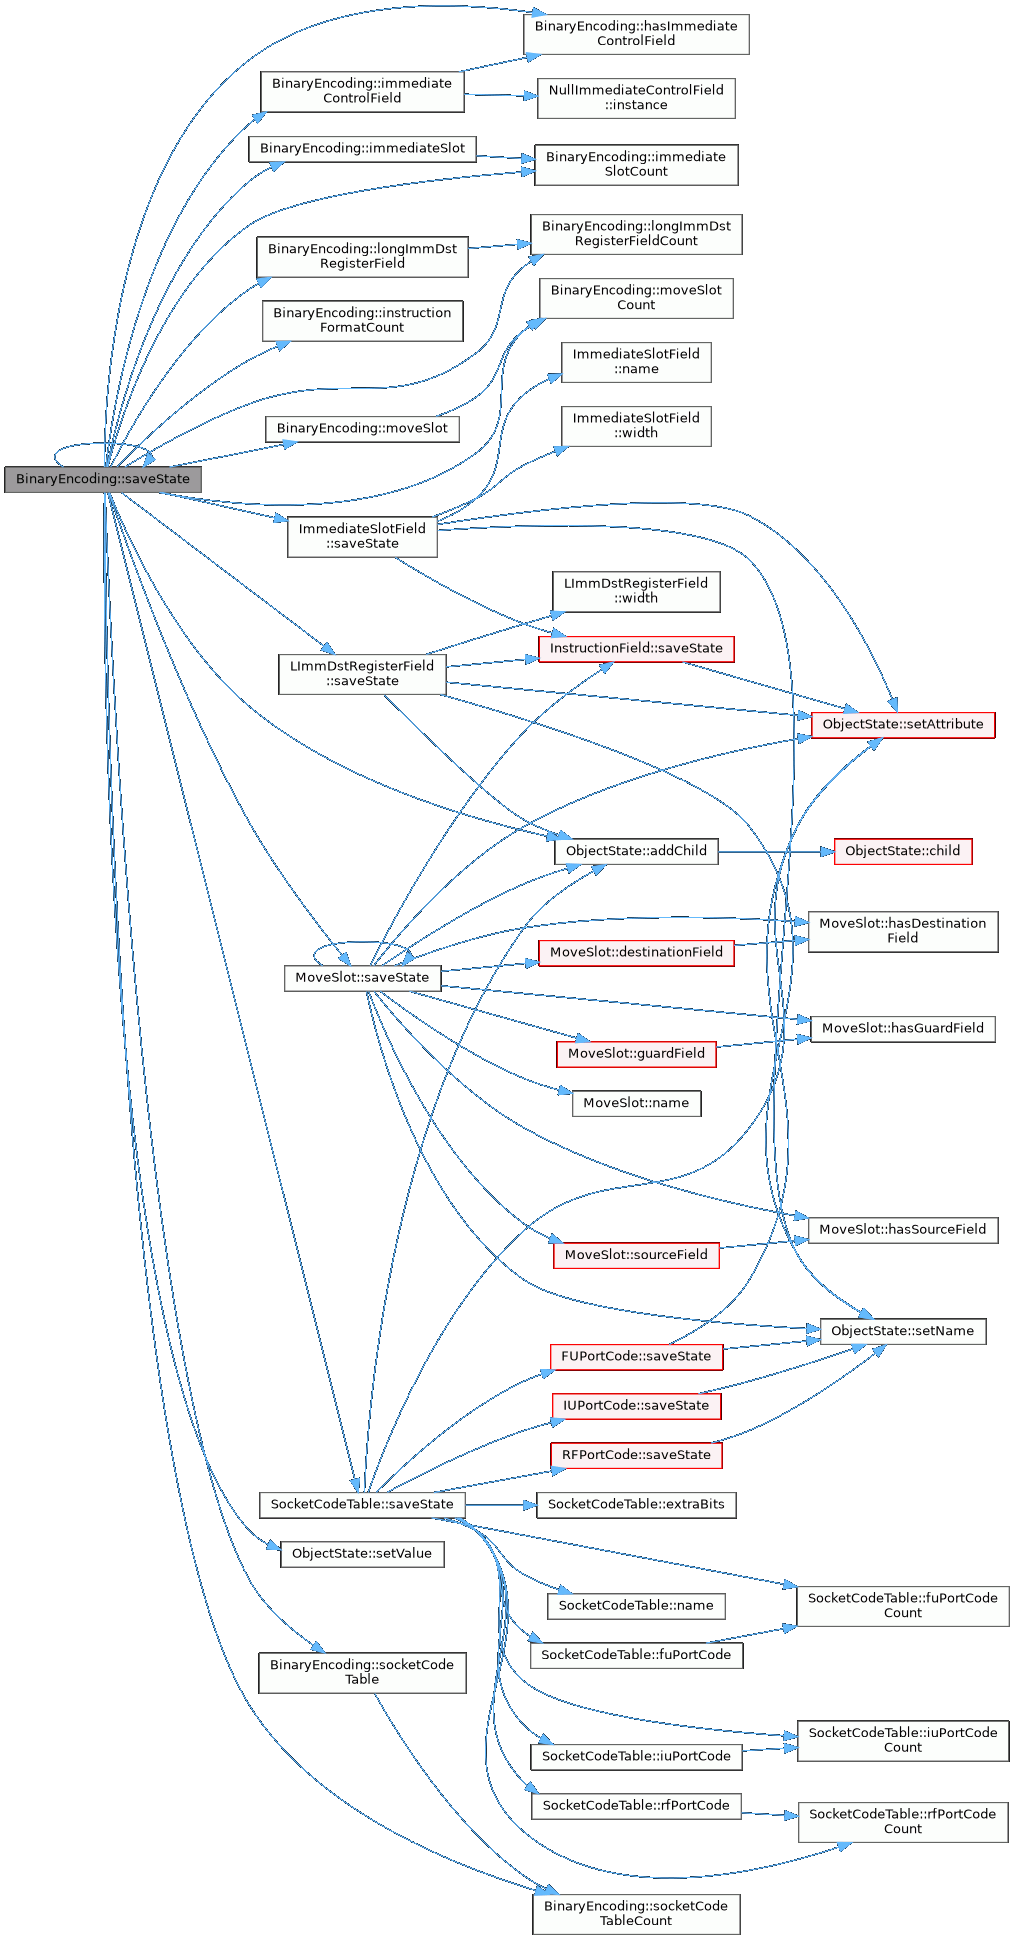 BinaryEncoding::hasImmediate
ControlField
BinaryEncoding::immediate
ControlField
NullImmediateControlField
::instance
BinaryEncoding::immediateSlot
BinaryEncoding::immediate
SlotCount
BinaryEncoding::longImmDst
RegisterFieldCount
BinaryEncoding::longImmDst
RegisterField
BinaryEncoding::moveSlot
Count
BinaryEncoding::instruction
FormatCount
ImmediateSlotField
::name
ImmediateSlotField
::width
BinaryEncoding::moveSlot
BinaryEncoding::saveState
ImmediateSlotField
::saveState
LImmDstRegisterField
::width
InstructionField::saveState
LImmDstRegisterField
::saveState
ObjectState::setAttribute
ObjectState::addChild
ObjectState::child
MoveSlot::hasDestination
Field
MoveSlot::destinationField
MoveSlot::saveState
MoveSlot::hasGuardField
MoveSlot::guardField
MoveSlot::name
MoveSlot::hasSourceField
MoveSlot::sourceField
ObjectState::setName
FUPortCode::saveState
IUPortCode::saveState
RFPortCode::saveState
SocketCodeTable::saveState
SocketCodeTable::extraBits
ObjectState::setValue
SocketCodeTable::name
SocketCodeTable::fuPortCode
Count
SocketCodeTable::fuPortCode
BinaryEncoding::socketCode
Table
SocketCodeTable::iuPortCode
Count
SocketCodeTable::iuPortCode
SocketCodeTable::rfPortCode
SocketCodeTable::rfPortCode
Count
BinaryEncoding::socketCode
TableCount